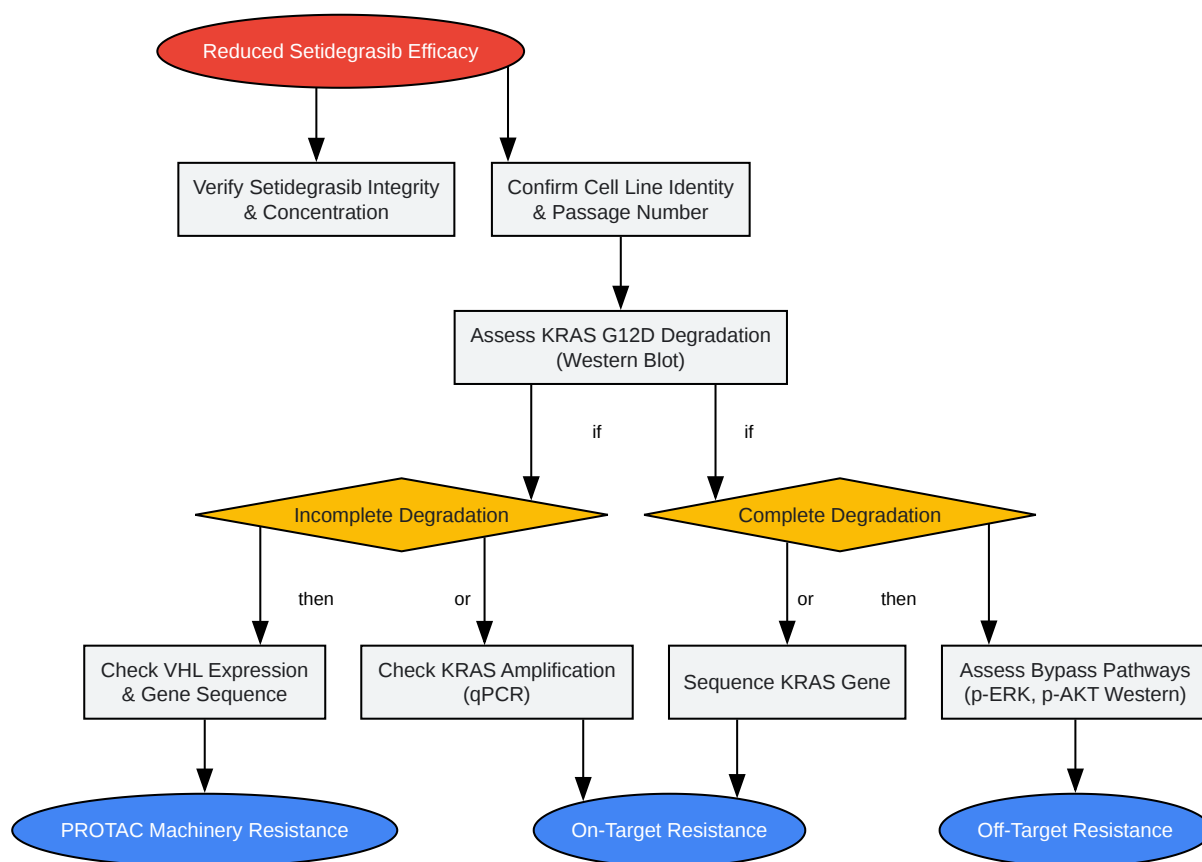 Reduced Setidegrasib Efficacy
Verify Setidegrasib Integrity
& Concentration
Confirm Cell Line Identity
& Passage Number
Assess KRAS G12D Degradation
(Western Blot)
if
if
Incomplete Degradation
Complete Degradation
then
or
or
then
Check VHL Expression
& Gene Sequence
Check KRAS Amplification
(qPCR)
Sequence KRAS Gene
Assess Bypass Pathways
(p-ERK, p-AKT Western)
PROTAC Machinery Resistance
On-Target Resistance
Off-Target Resistance